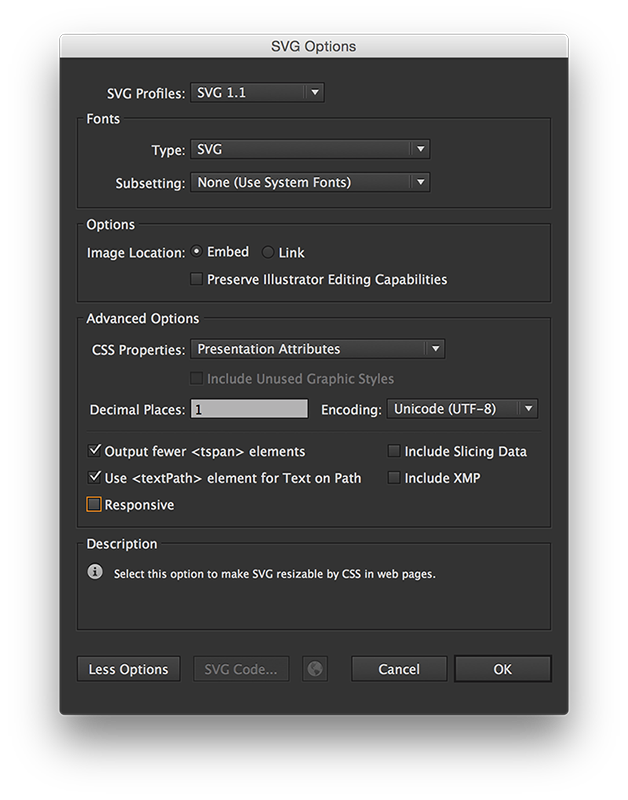 SVG Options
SVG Profiles: SVG 1.1
Fonts
Type: SVG
Subsetting: None (Use System Fonts)
Options
Image Location: Embed Link
Preserve Illustrator Editing Capabilities
Advanced Options
CSS Properties: Presentation Attributes
Include Unused Graphic Styles
Decimal Places: 1 Encoding: Unicode (UTF-8)
Output fewer <tspan> elements Include Slicing Data
Use <textPath> element for Text on Path Include XMP
Responsive
Description
Select this option to make SVG resizable by CSS in web pages.
Less Options SVG Code... Cancel OK